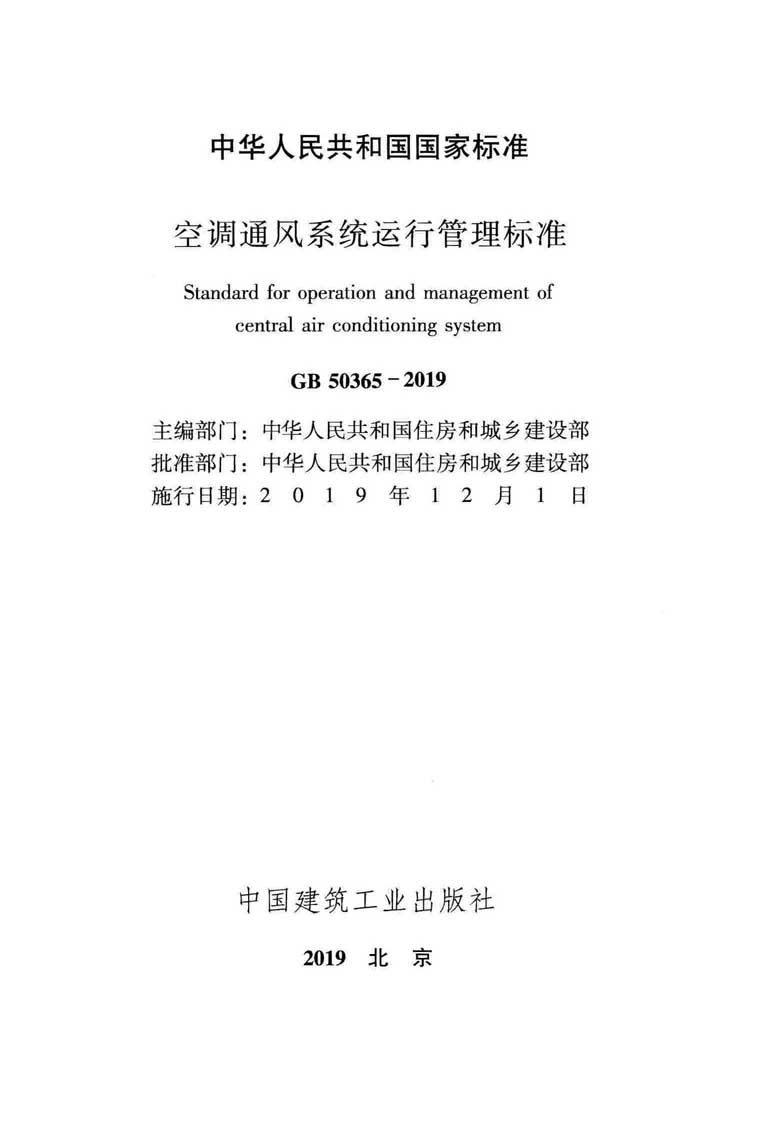 中华人民共和国国家标准
空调通风系统运行管理标准
Standard for operation and management of
central air conditioning system
GB 50365-2019
主编部门：中华人民共和国住房和城乡建设部
批准部门：中华人民共和国住房和城乡建设部
施行日期：2019年12月1日
中国建筑工业出版社
2019 北 京